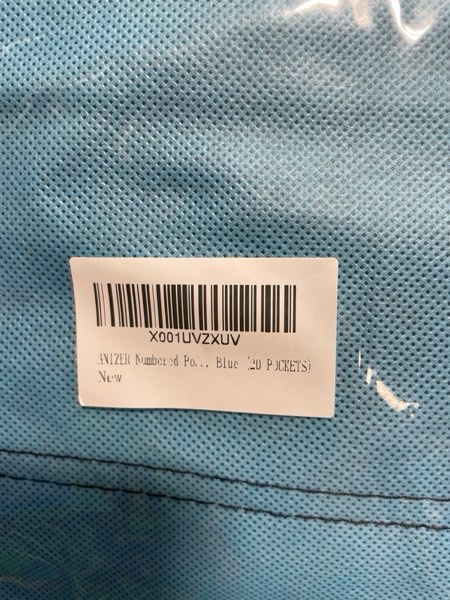 X001UVZXUV
ANIZER Numbered Po... Blue (20 POCKETS)
New